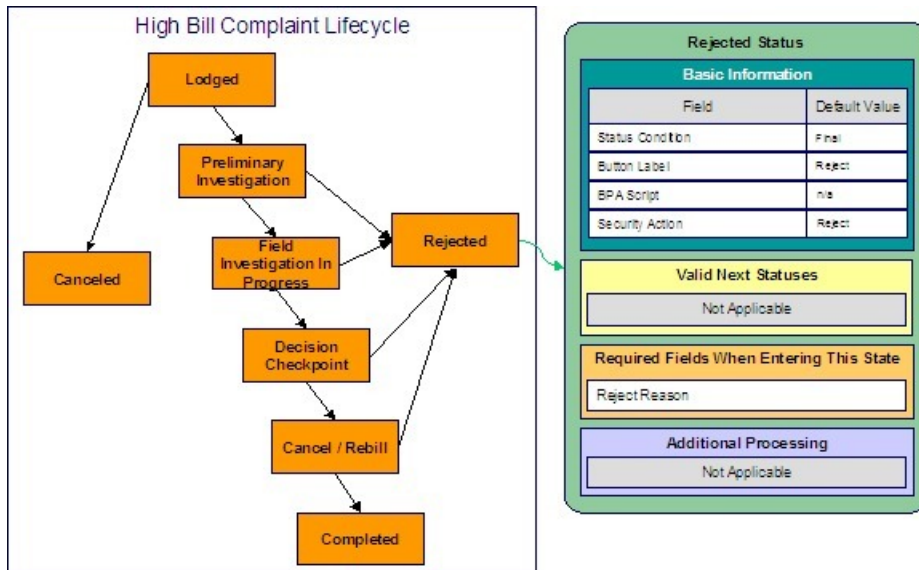 High Bill Complaint Lifecycle
Lodged
Preliminary
Investigation
Field
Investigation In
Progress
Canceled
Rejected
Decision
Checkpoint
Cancel / Rebill
Completed
Rejected Status
Basic Information
Field Default Value
Status Condition Final
Button Label Reject
BPA Script n/a
Security Action Reject
Valid Next Statuses
Not Applicable
Required Fields When Entering This State
Reject Reason
Additional Processing
Not Applicable